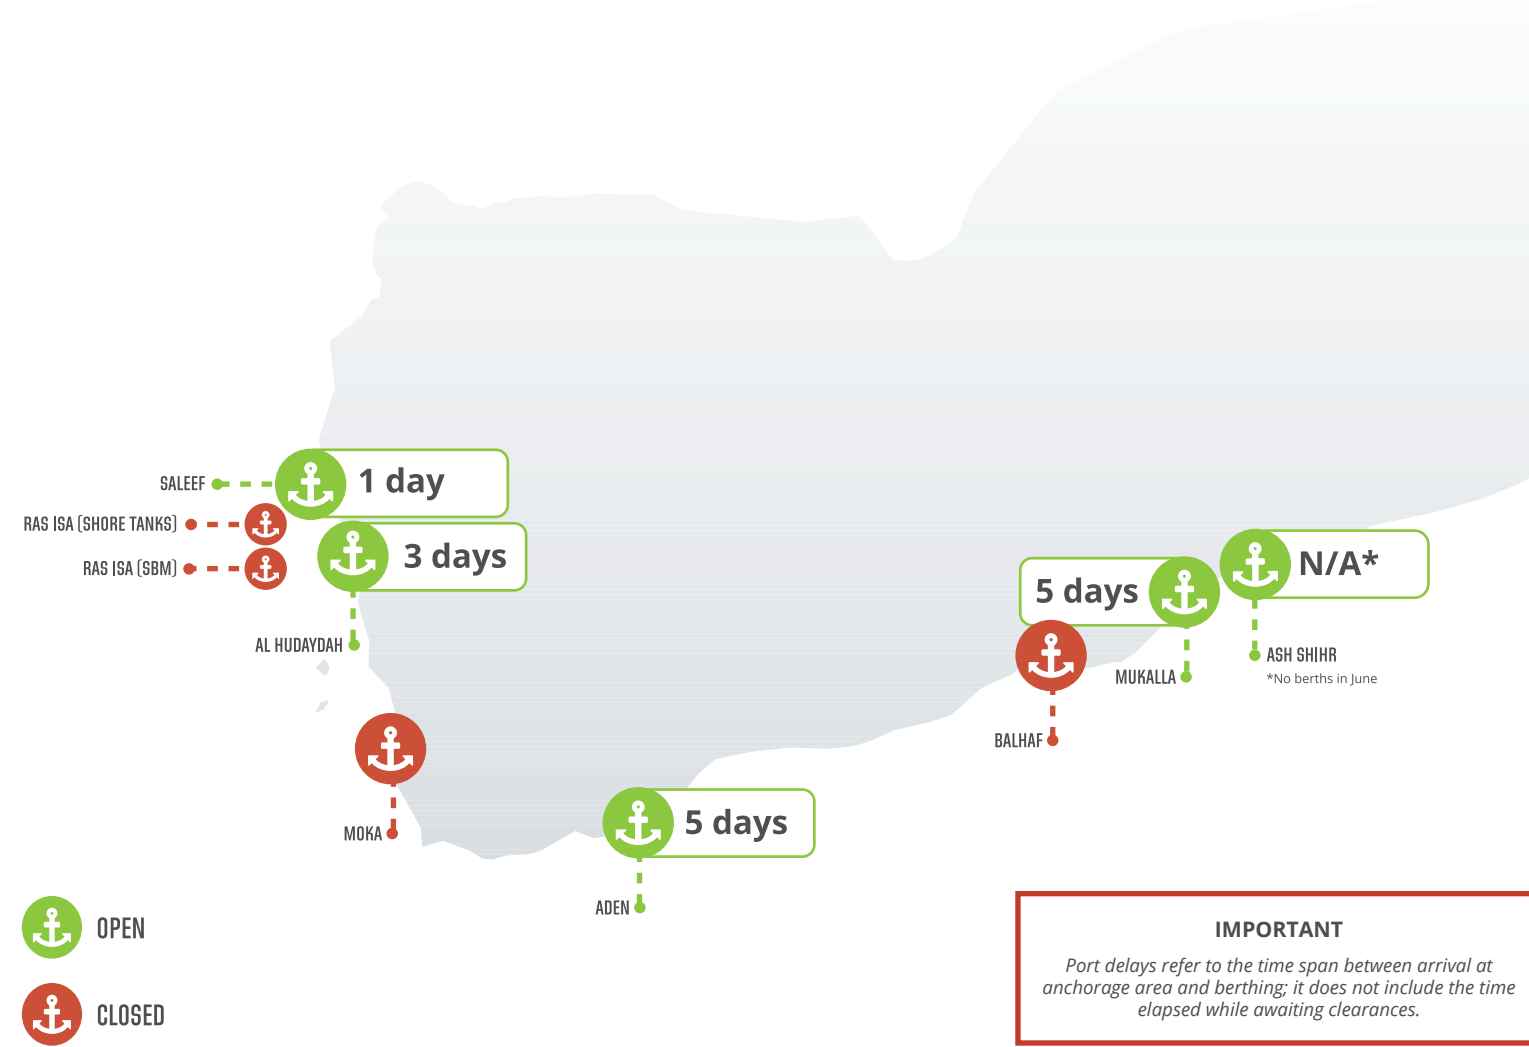 SALEEF
1 day
RAS ISA (SHORE TANKS)
3 days
RAS ISA (SBM)
AL HUDAYDAH
MOKA
5 days
ADEN
5 days
N/A*
MUKALLA
ASH SHIHR
*No berths in June
BALHAF
OPEN
CLOSED
IMPORTANT
Port delays refer to the time span between arrival at
anchorage area and berthing; it does not include the time
elapsed while awaiting clearances.